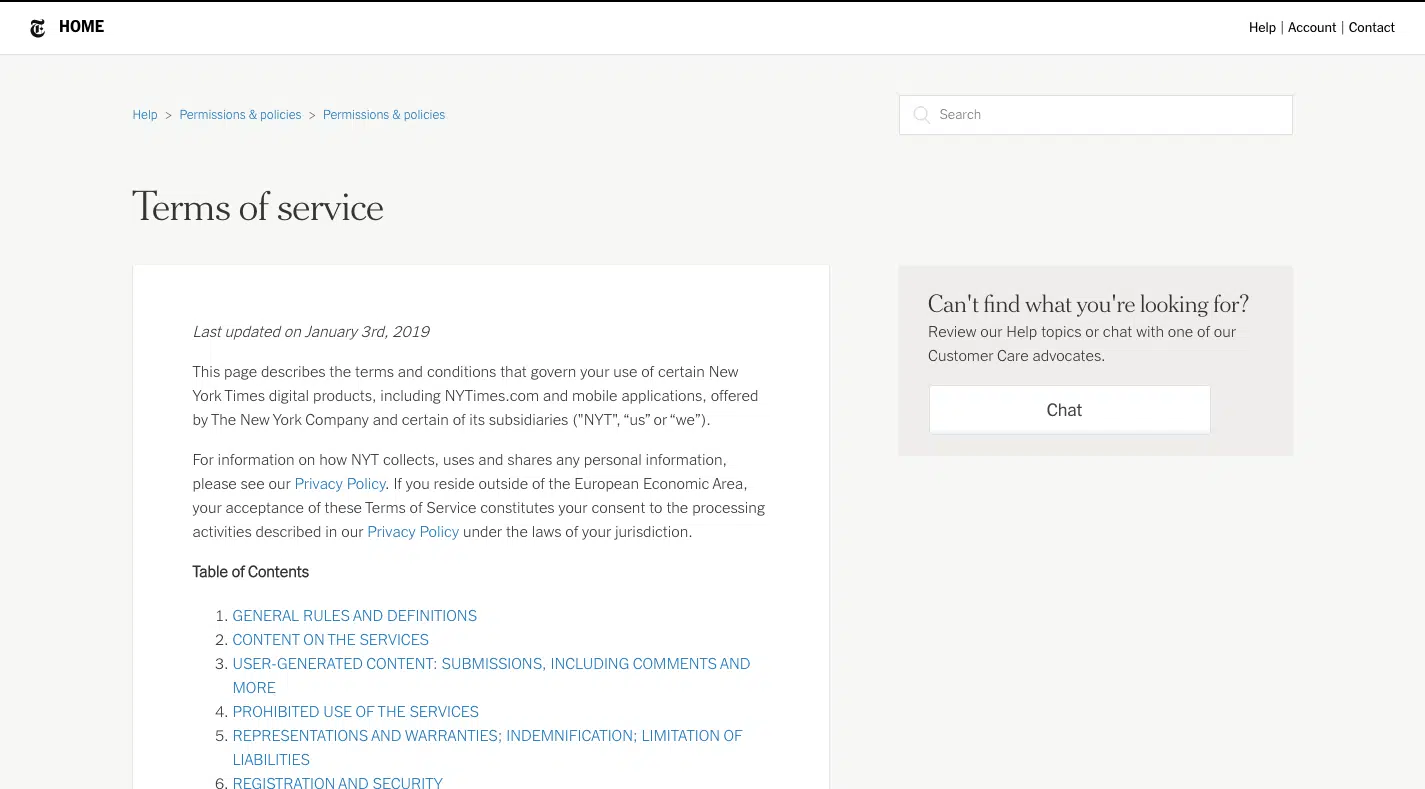 HOME
Help | Account | Contact
Help > Permissions & policies > Permissions & policies
Search
Terms of service
Last updated on January 3rd, 2019
This page describes the terms and conditions that govern your use of certain New
York Times digital products, including NYTimes.com and mobile applications, offered
by The New York Company and certain of its subsidiaries ("NYT", “us” or “we”).
For information on how NYT collects, uses and shares any personal information,
please see our Privacy Policy. If you reside outside of the European Economic Area,
your acceptance of these Terms of Service constitutes your consent to the processing
activities described in our Privacy Policy under the laws of your jurisdiction.
Table of Contents
1. GENERAL RULES AND DEFINITIONS
2. CONTENT ON THE SERVICES
3. USER-GENERATED CONTENT: SUBMISSIONS, INCLUDING COMMENTS AND
MORE
4. PROHIBITED USE OF THE SERVICES
5. REPRESENTATIONS AND WARRANTIES; INDEMNIFICATION; LIMITATION OF
LIABILITIES
6. REGISTRATION AND SECURITY
Can't find what you're looking for?
Review our Help topics or chat with one of our
Customer Care advocates.
Chat